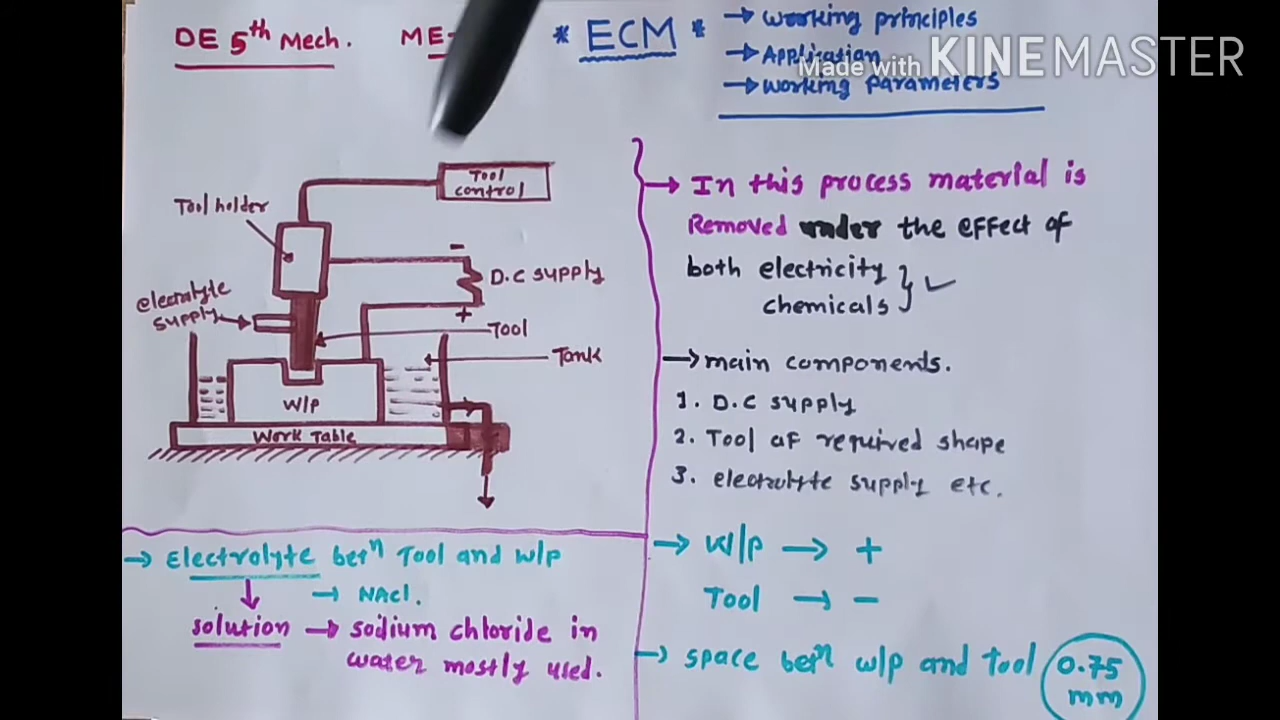 DE 5th Mech. ME-
* ECM *
→ Working principles
→ Application
→ Working Parameters
Made with KINEMASTER
Tool control
Tool holder
D.C supply
-
+
electrolyte supply
Tool
Tank
W/P
Work Table
→ Electrolyte betn Tool and w/p
→ NAcl.
solution → sodium chloride in
water mostly used.
→ In this process material is
Removed under the effect of
both electricity
chemicals
→ main components.
1. D.C supply
2. Tool of required shape
3. electrolyte supply etc.
→ W/p → +
Tool → -
→ space betn w/p and Tool 0.75 mm